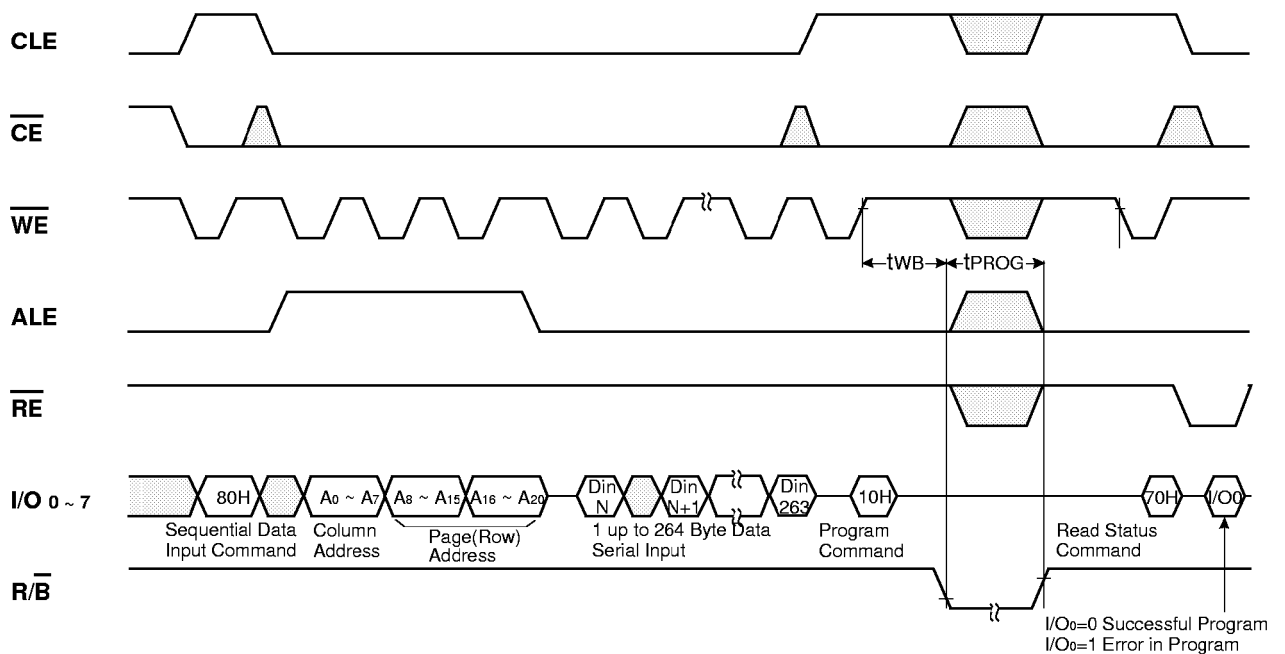 CLE
CE
WE
tWB tPROG
ALE
RE
I/O 0 ~ 7
80H A0 ~ A7 A8 ~ A15 A16 ~ A20 Din N Din N+1 Din 263 10H 70H I/O0
Sequential Data
Input Command
Column
Address
Page(Row)
Address
1 up to 264 Byte Data
Serial Input
Program
Command
Read Status
Command
R/B
I/O0=0 Successful Program
I/O0=1 Error in Program